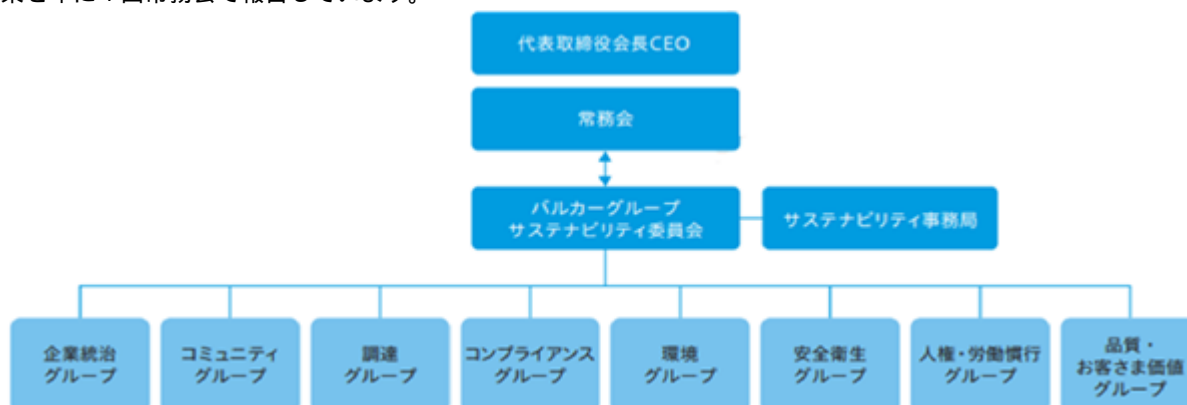 代表取締役会長CEO
常務会
バルカーグループ
サステナビリティ委員会
サステナビリティ事務局
企業統治
グループ
コミュニティ
グループ
調達
グループ
コンプライアンス
グループ
環境
グループ
安全衛生
グループ
人権・労働慣行
グループ
品質・
お客さま価値
グループ